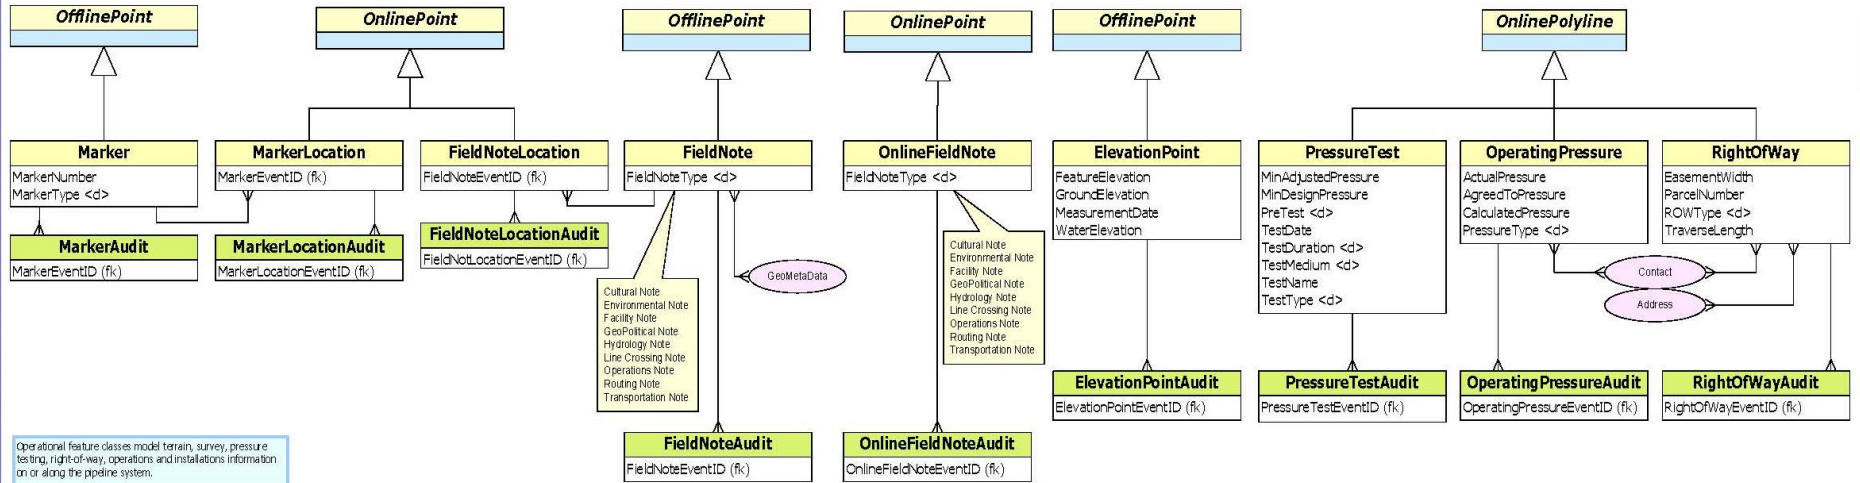 OfflinePoint
OnlinePoint
OfflinePoint
OnlinePoint
OfflinePoint
OnlinePolyline
Marker
MarkerNumber
MarkerType <d>
MarkerLocation
MarkerEventID (fk)
FieldNoteLocation
FieldNoteEventID (fk)
FieldNote
FieldNoteType <d>
OnlineFieldNote
FieldNoteType <d>
ElevationPoint
FeatureElevation
GroundElevation
MeasurementDate
WaterElevation
PressureTest
MinAdjustedPressure
MinDesignPressure
PreTest <d>
TestDate
TestDuration <d>
TestMedium <d>
TestName
TestType <d>
OperatingPressure
ActualPressure
AgreedToPressure
CalculatedPressure
PressureType <d>
RightOfWay
EasementWidth
ParcelNumber
ROWType <d>
TraverseLength
MarkerAudit
MarkerEventID (fk)
MarkerLocationAudit
MarkerLocationEventID (fk)
FieldNoteLocationAudit
FieldNotLocationEventID (fk)
Cultural Note
Environmental Note
Facility Note
GeoPolitical Note
Hydrology Note
Line Crossing Note
Operations Note
Routing Note
Transportation Note
GeoMetaData
Cultural Note
Environmental Note
Facility Note
GeoPolitical Note
Hydrology Note
Line Crossing Note
Operations Note
Routing Note
Transportation Note
Contact
Address
ElevationPointAudit
ElevationPointEventID (fk)
PressureTestAudit
PressureTestEventID (fk)
OperatingPressureAudit
OperatingPressureEventID (fk)
RightOfWayAudit
RightOfWayEventID (fk)
FieldNoteAudit
FieldNoteEventID (fk)
OnlineFieldNoteAudit
OnlineFieldNoteEventID (fk)
Operational feature classes model terrain, survey, pressure
testing, right-of-way, operations and installations information
on or along the pipeline system.